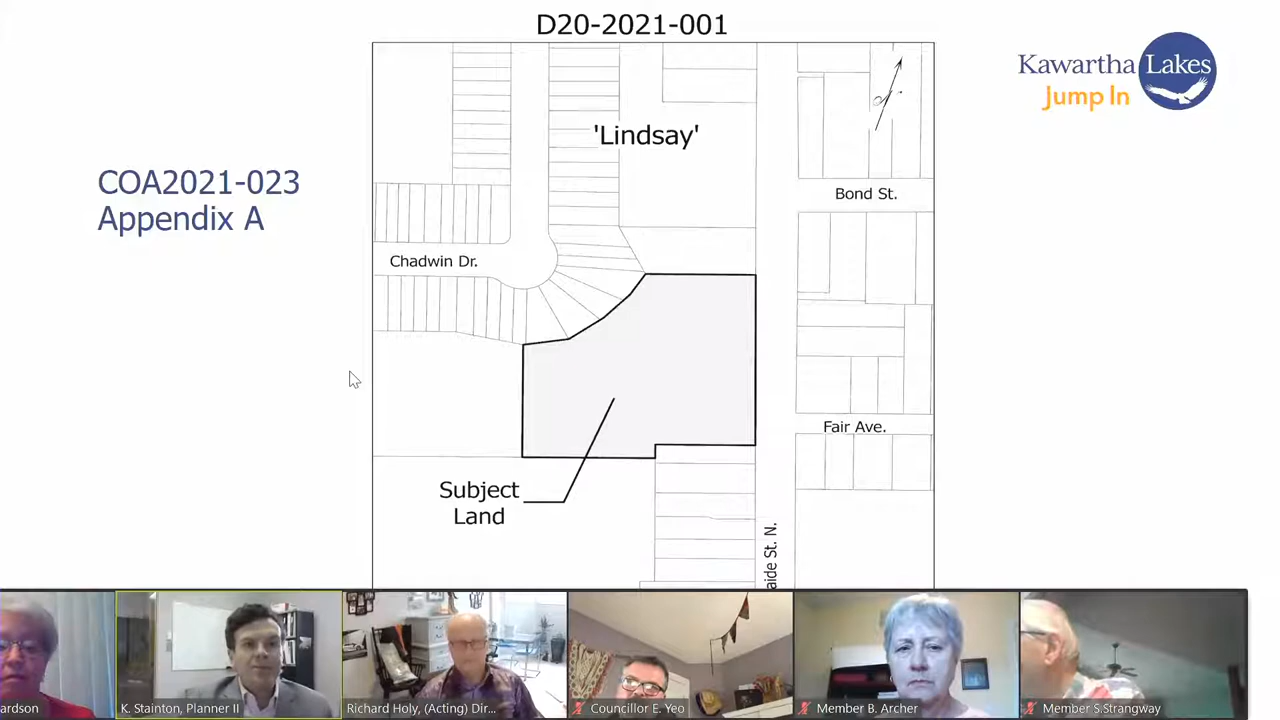 D20-2021-001
Kawartha Lakes
Jump In
COA2021-023
Appendix A
'Lindsay'
Bond St.
Chadwin Dr.
Fair Ave.
Subject
Land
aide St. N.
ardson
K. Stainton, Planner II
Richard Holy, (Acting) Dir...
Councillor E. Yeo
Member B. Archer
Member S.Strangway